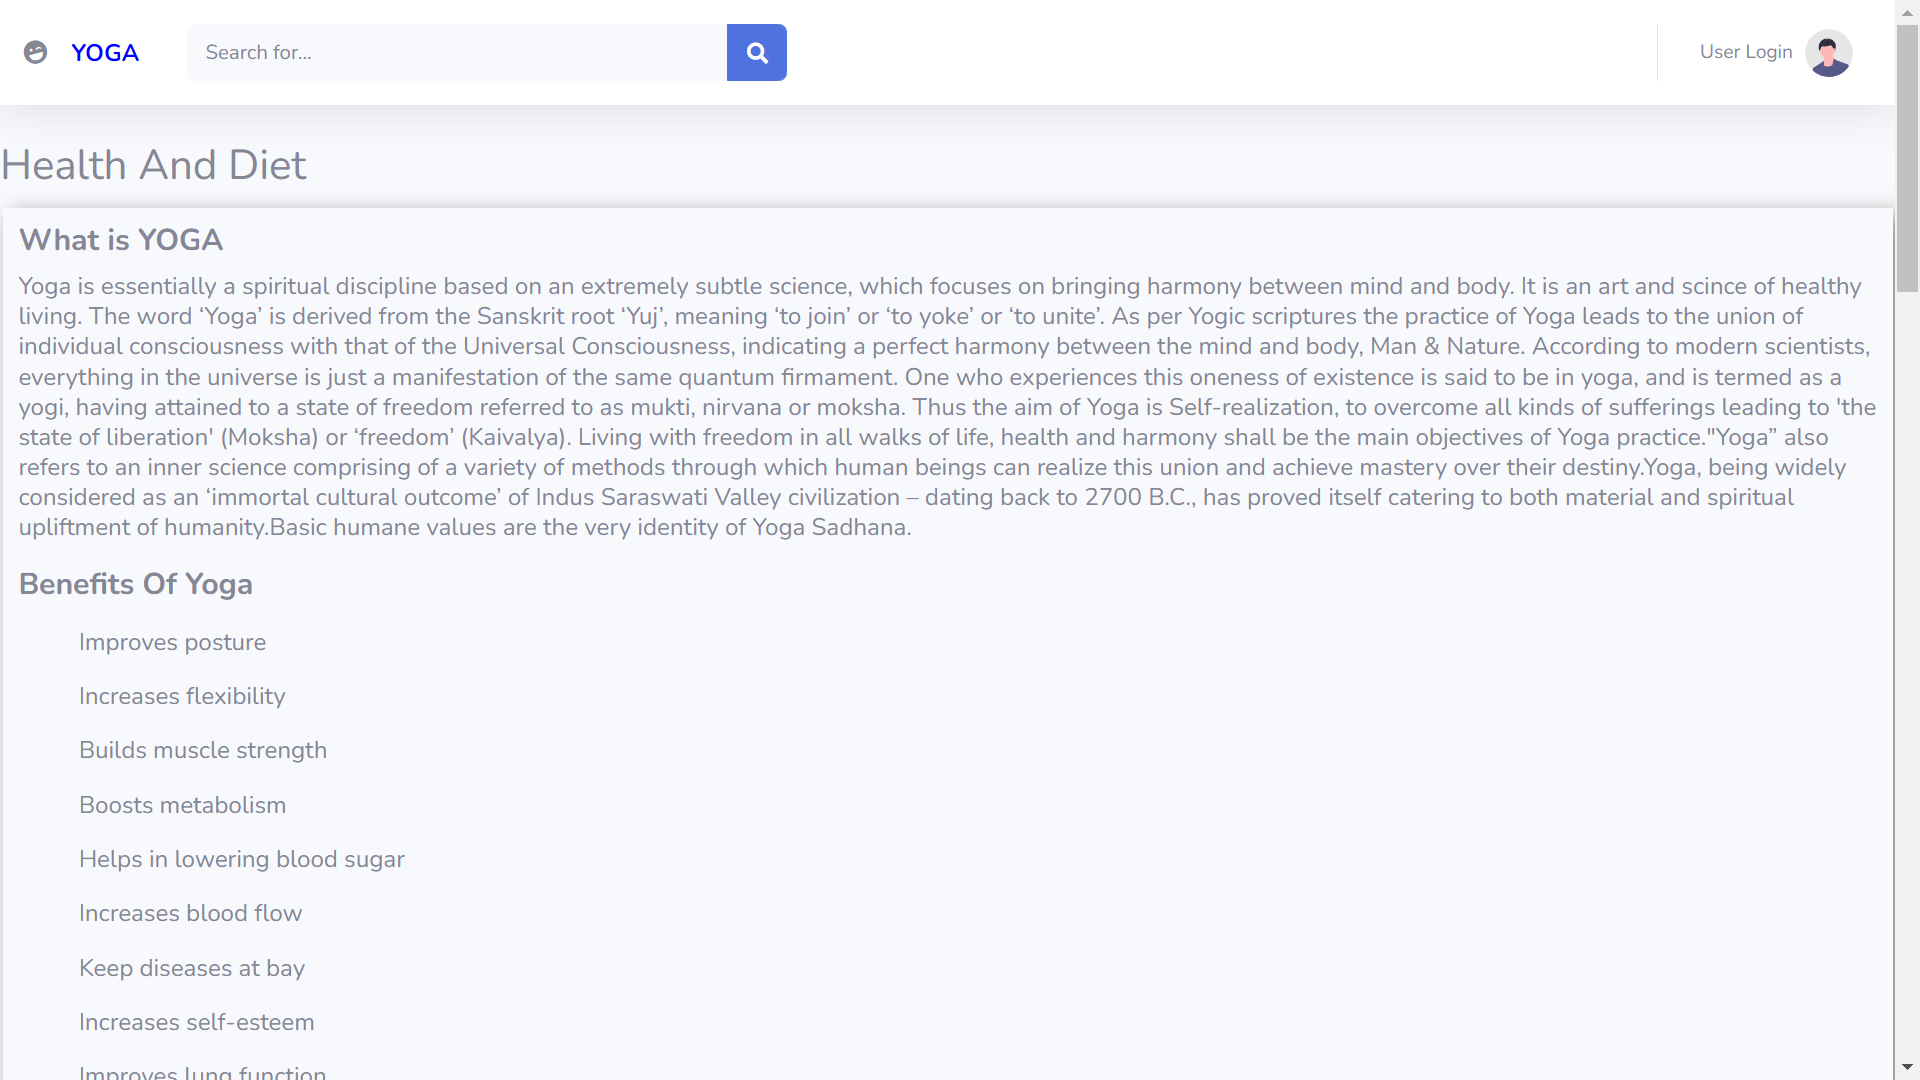 YOGA
Search for...
User Login
Health And Diet
What is YOGA
Yoga is essentially a spiritual discipline based on an extremely subtle science, which focuses on bringing harmony between mind and body. It is an art and scince of healthy
living. The word ‘Yoga’ is derived from the Sanskrit root ‘Yuj’, meaning ‘to join’ or ‘to yoke’ or ‘to unite’. As per Yogic scriptures the practice of Yoga leads to the union of
individual consciousness with that of the Universal Consciousness, indicating a perfect harmony between the mind and body, Man & Nature. According to modern scientists,
everything in the universe is just a manifestation of the same quantum firmament. One who experiences this oneness of existence is said to be in yoga, and is termed as a
yogi, having attained to a state of freedom referred to as mukti, nirvana or moksha. Thus the aim of Yoga is Self-realization, to overcome all kinds of sufferings leading to 'the
state of liberation' (Moksha) or ‘freedom’ (Kaivalya). Living with freedom in all walks of life, health and harmony shall be the main objectives of Yoga practice."Yoga” also
refers to an inner science comprising of a variety of methods through which human beings can realize this union and achieve mastery over their destiny.Yoga, being widely
considered as an ‘immortal cultural outcome’ of Indus Saraswati Valley civilization – dating back to 2700 B.C., has proved itself catering to both material and spiritual
upliftment of humanity.Basic humane values are the very identity of Yoga Sadhana.
Benefits Of Yoga
Improves posture
Increases flexibility
Builds muscle strength
Boosts metabolism
Helps in lowering blood sugar
Increases blood flow
Keep diseases at bay
Increases self-esteem
Improves lung function